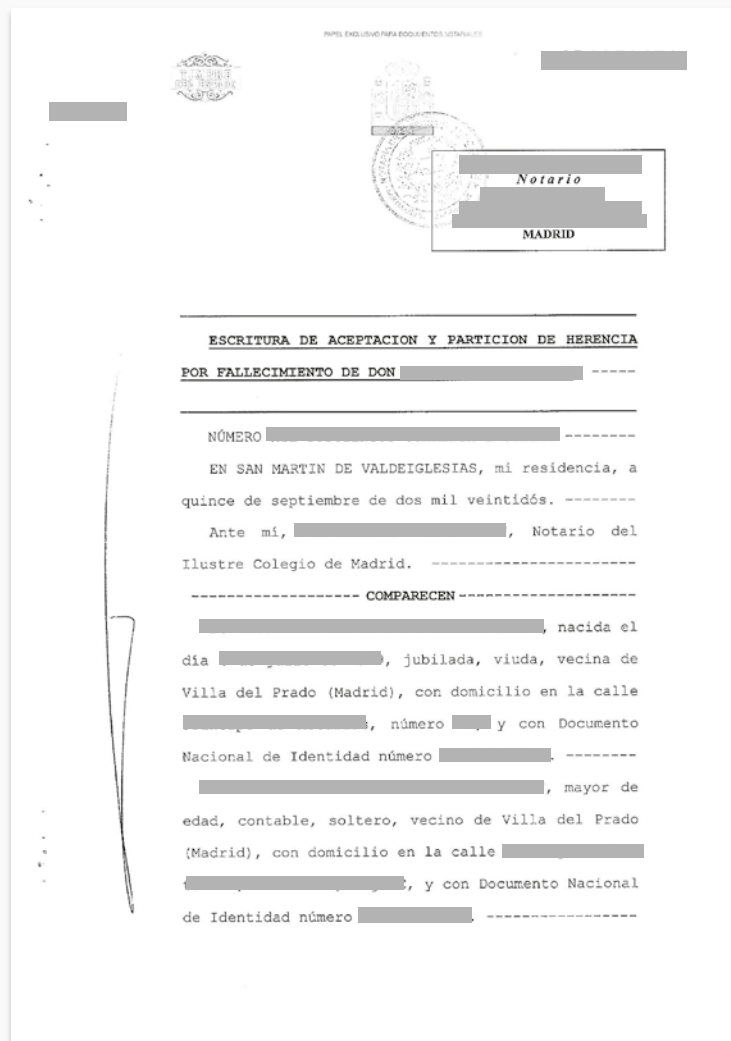 PAPEL EXCLUSIVO PARA DOCUMENTOS NOTARIALES
Notario
MADRID
ESCRITURA DE ACEPTACION Y PARTICION DE HERENCIA
POR FALLECIMIENTO DE DON -----
NÚMERO --------
EN SAN MARTIN DE VALDEIGLESIAS, mi residencia, a
quince de septiembre de dos mil veintidós. --------
Ante mí, , Notario del
Ilustre Colegio de Madrid. -----------------------
------------------- COMPARECEN--------------------
, nacida el
día , jubilada, viuda, vecina de
Villa del Prado (Madrid), con domicilio en la calle
, número y con Documento
Nacional de Identidad número . --------
, mayor de
edad, contable, soltero, vecino de Villa del Prado
(Madrid), con domicilio en la calle
, y con Documento Nacional
de Identidad número . -----------------